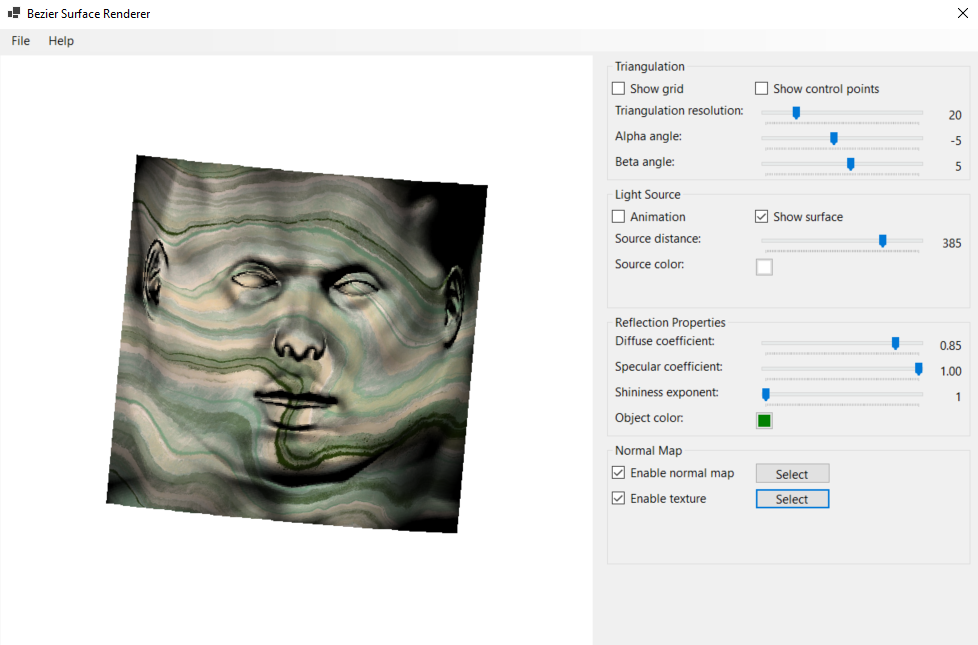 Bezier Surface Renderer
File Help
Triangulation
Show grid Show control points
Triangulation resolution: 20
Alpha angle: -5
Beta angle: 5
Light Source
Animation Show surface
Source distance: 385
Source color:
Reflection Properties
Diffuse coefficient: 0.85
Specular coefficient: 1.00
Shininess exponent: 1
Object color:
Normal Map
Enable normal map Select
Enable texture Select